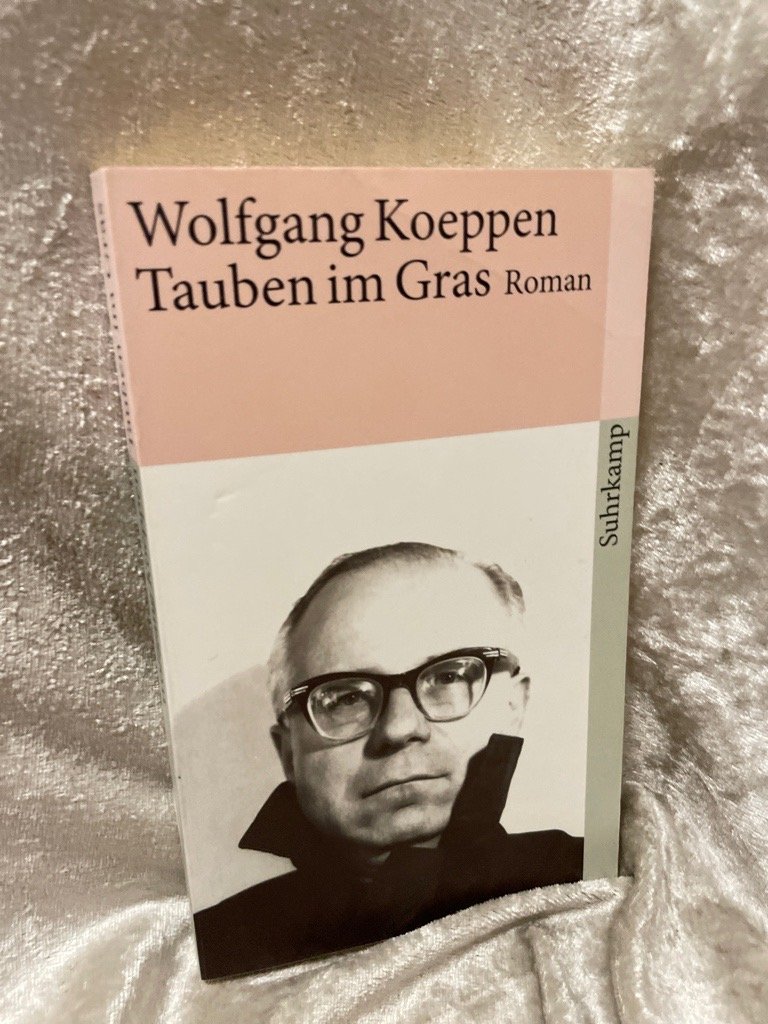 Wolfgang Koeppen
Tauben im Gras Roman
Suhrkamp